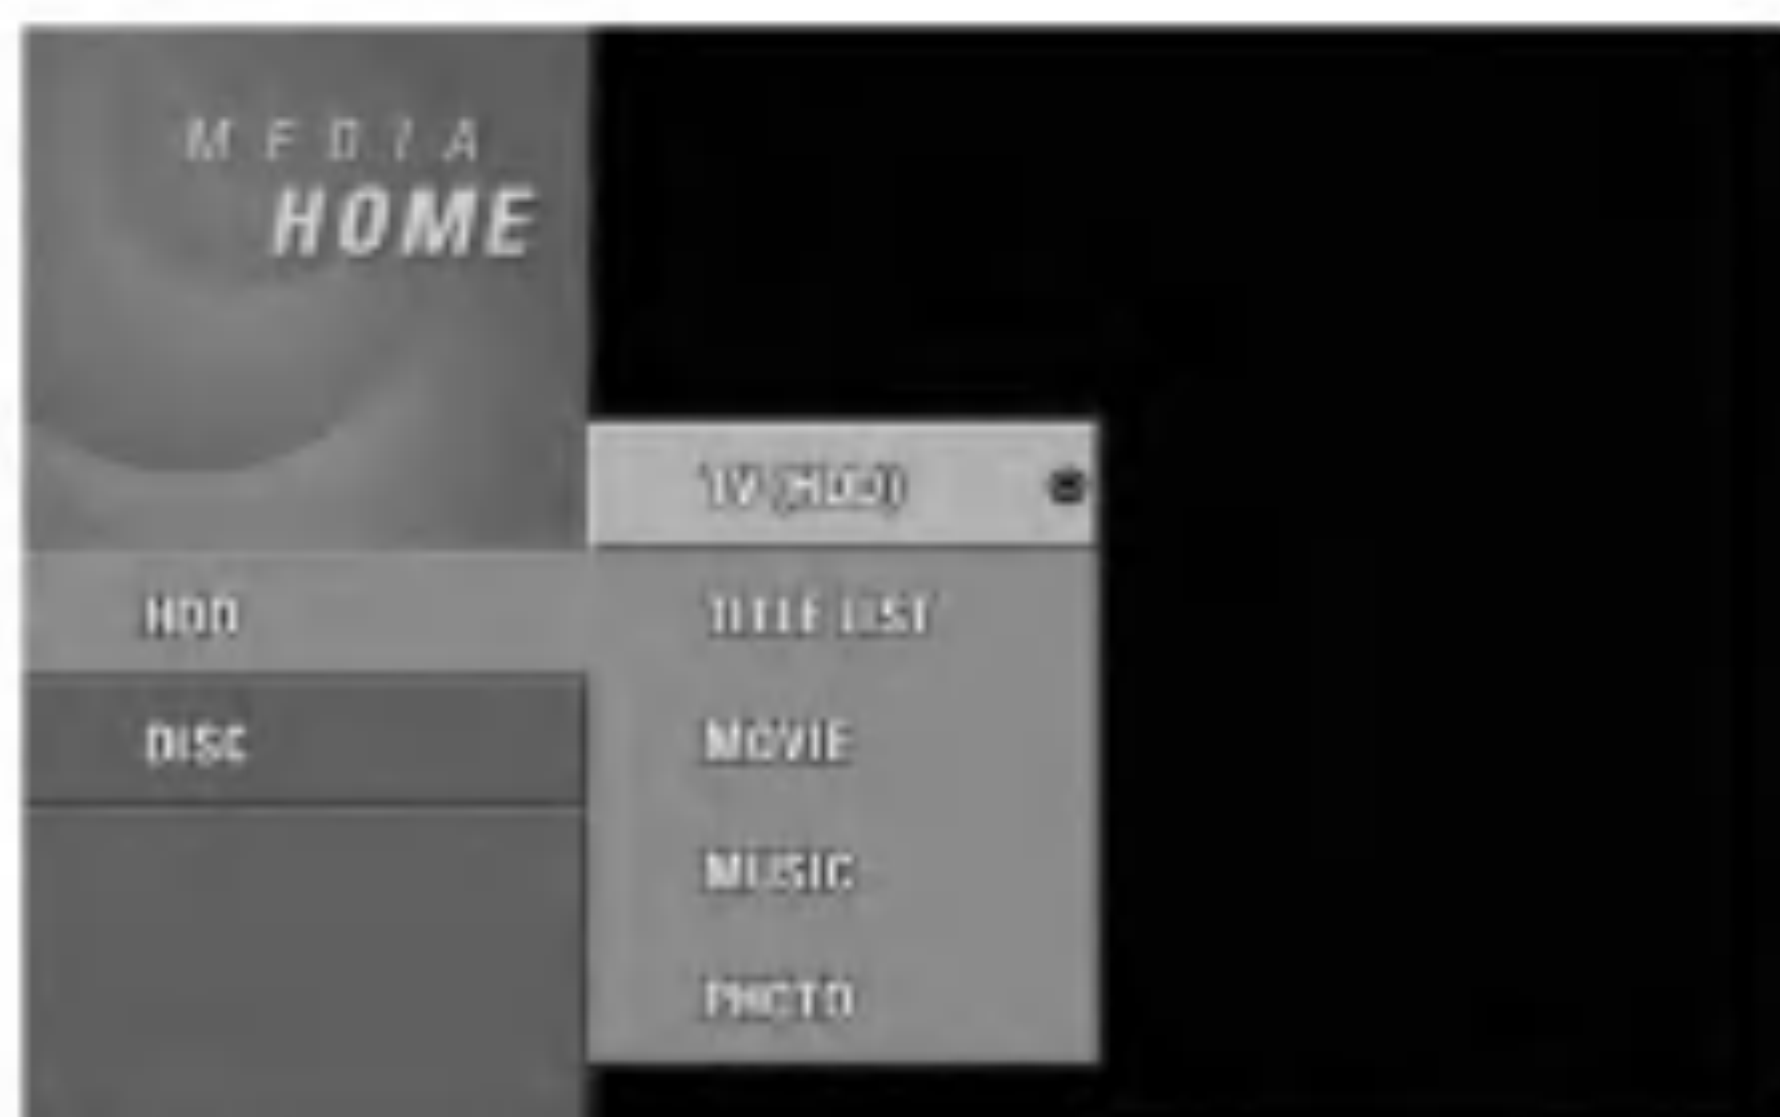 MEDIA
HOME
TV (HDD)
HDD
TITLE LIST
DISC
MOVIE
MUSIC
PHOTO